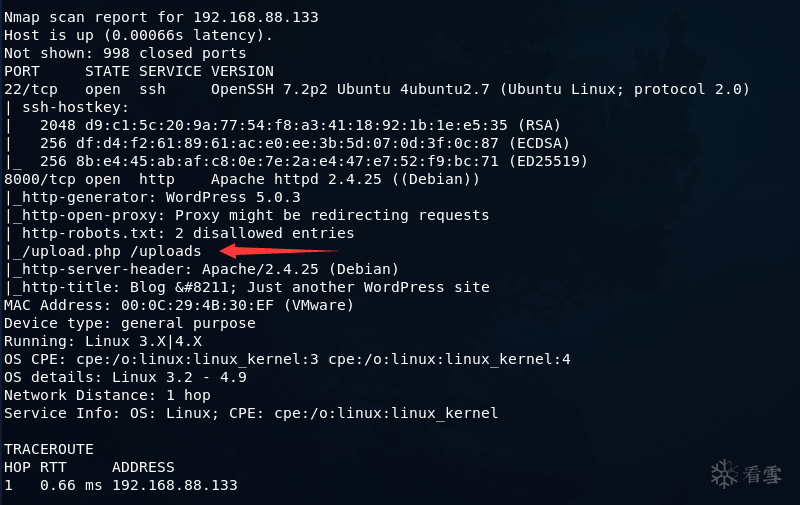 Nmap scan report for 192.168.88.133
Host is up (0.00066s latency).
Not shown: 998 closed ports
PORT     STATE SERVICE VERSION
22/tcp   open  ssh     OpenSSH 7.2p2 Ubuntu 4ubuntu2.7 (Ubuntu Linux; protocol 2.0)
| ssh-hostkey:
|   2048 d9:c1:5c:20:9a:77:54:f8:a3:41:18:92:1b:1e:e5:35 (RSA)
|   256 df:d4:f2:61:89:61:ac:e0:ee:3b:5d:07:0d:3f:0c:87 (ECDSA)
|_  256 8b:e4:45:ab:af:c8:0e:7e:2a:e4:47:e7:52:f9:bc:71 (ED25519)
8000/tcp open  http    Apache httpd 2.4.25 ((Debian))
|_http-generator: WordPress 5.0.3
|_http-open-proxy: Proxy might be redirecting requests
| http-robots.txt: 2 disallowed entries
|_/upload.php /uploads
|_http-server-header: Apache/2.4.25 (Debian)
|_http-title: Blog &#8211; Just another WordPress site
MAC Address: 00:0C:29:4B:30:EF (VMware)
Device type: general purpose
Running: Linux 3.X|4.X
OS CPE: cpe:/o:linux:linux_kernel:3 cpe:/o:linux:linux_kernel:4
OS details: Linux 3.2 - 4.9
Network Distance: 1 hop
Service Info: OS: Linux; CPE: cpe:/o:linux:linux_kernel

TRACEROUTE
HOP RTT     ADDRESS
1   0.66 ms 192.168.88.133
看雪